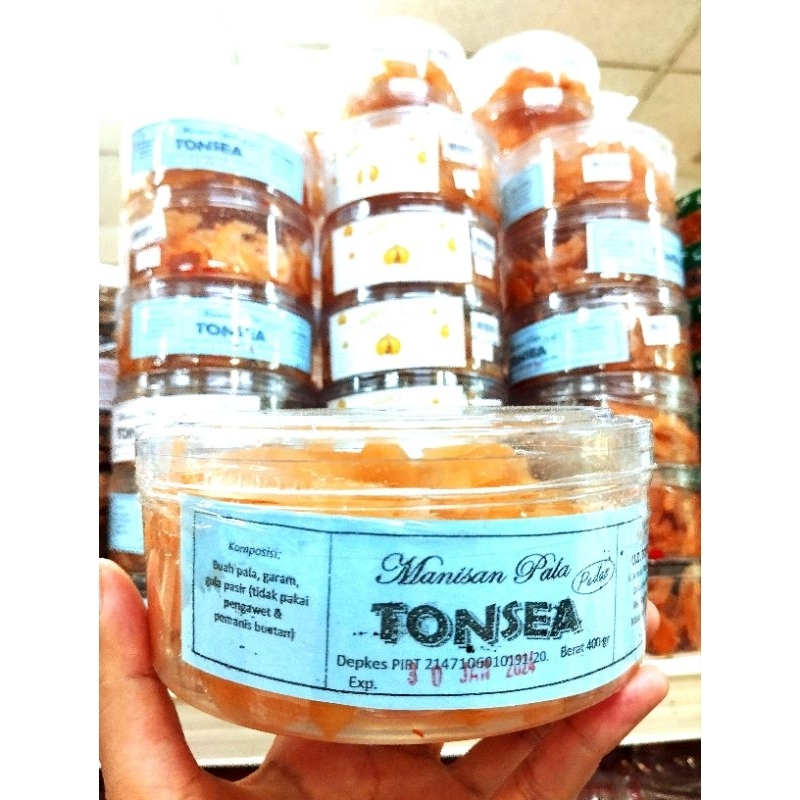 TONSEA
TONSEA
TONSEA
Komposisi:
Buah pala, garam,
gula pasir (tidak pakai
pengawet &
pemanis buatan)
Manisan Pala
Pedas
TONSEA
Depkes PIRT 2147106010191-20. Berat 400 gr
Exp. 30 JAN 2024